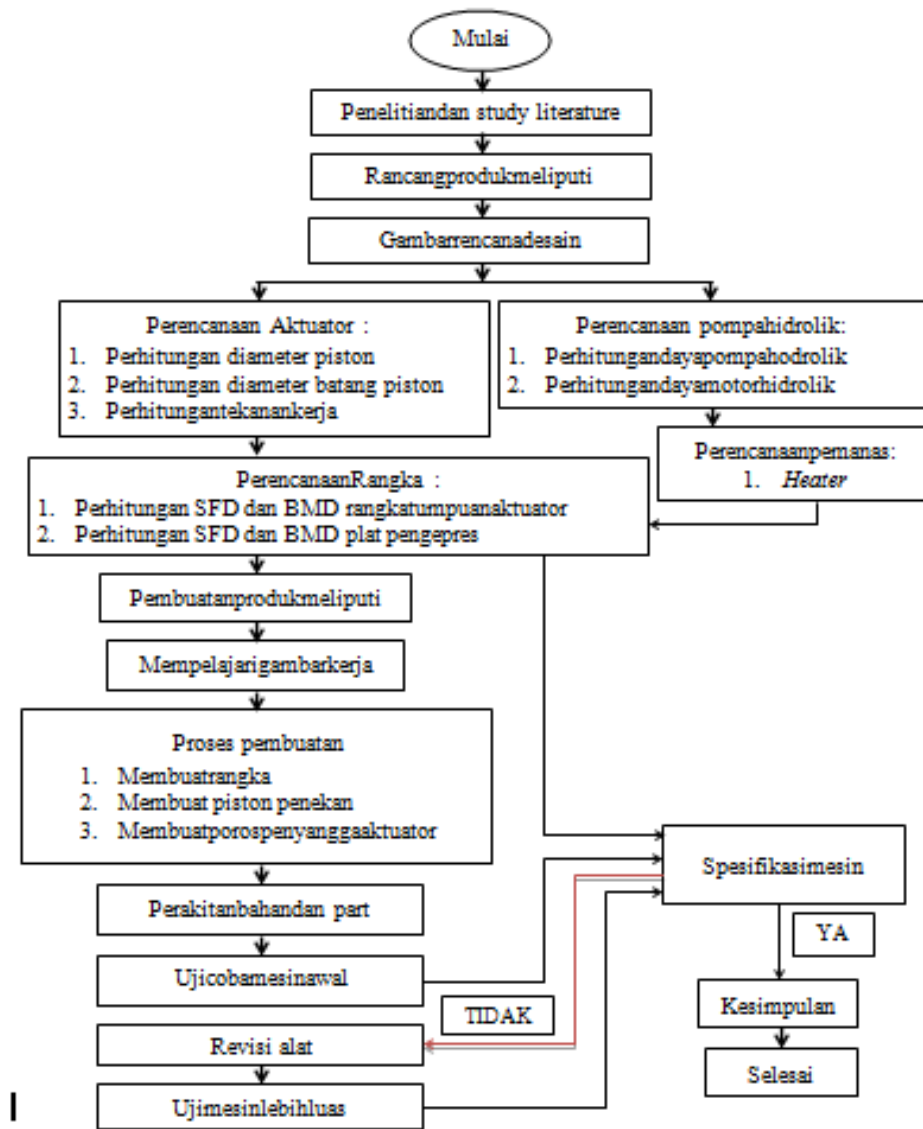 Mulai
Penelitiandan study literature
Rancangprodukmeliputi
Gambarrencanadesain
Perencanaan Aktuator :
1. Perhitungan diameter piston
2. Perhitungan diameter batang piston
3. Perhitungantekanankerja
Perencanaan pompahidrolik:
1. Perhitungandayapompahodrolik
2. Perhitungandayamotorhidrolik
Perencanaanpemanas:
1. Heater
PerencanaanRangka :
1. Perhitungan SFD dan BMD rangkatumpuanaktuator
2. Perhitungan SFD dan BMD plat pengepres
Pembuatanprodukmeliputi
Mempelajarigambarkerja
Proses pembuatan
1. Membuatrangka
2. Membuat piston penekan
3. Membuatporospenyanggaaktuator
Perakitanbahandan part
Ujicobamesinawal
Revisi alat
Ujimesinlebihluas
TIDAK
Spesifikasimesin
YA
Kesimpulan
Selesai